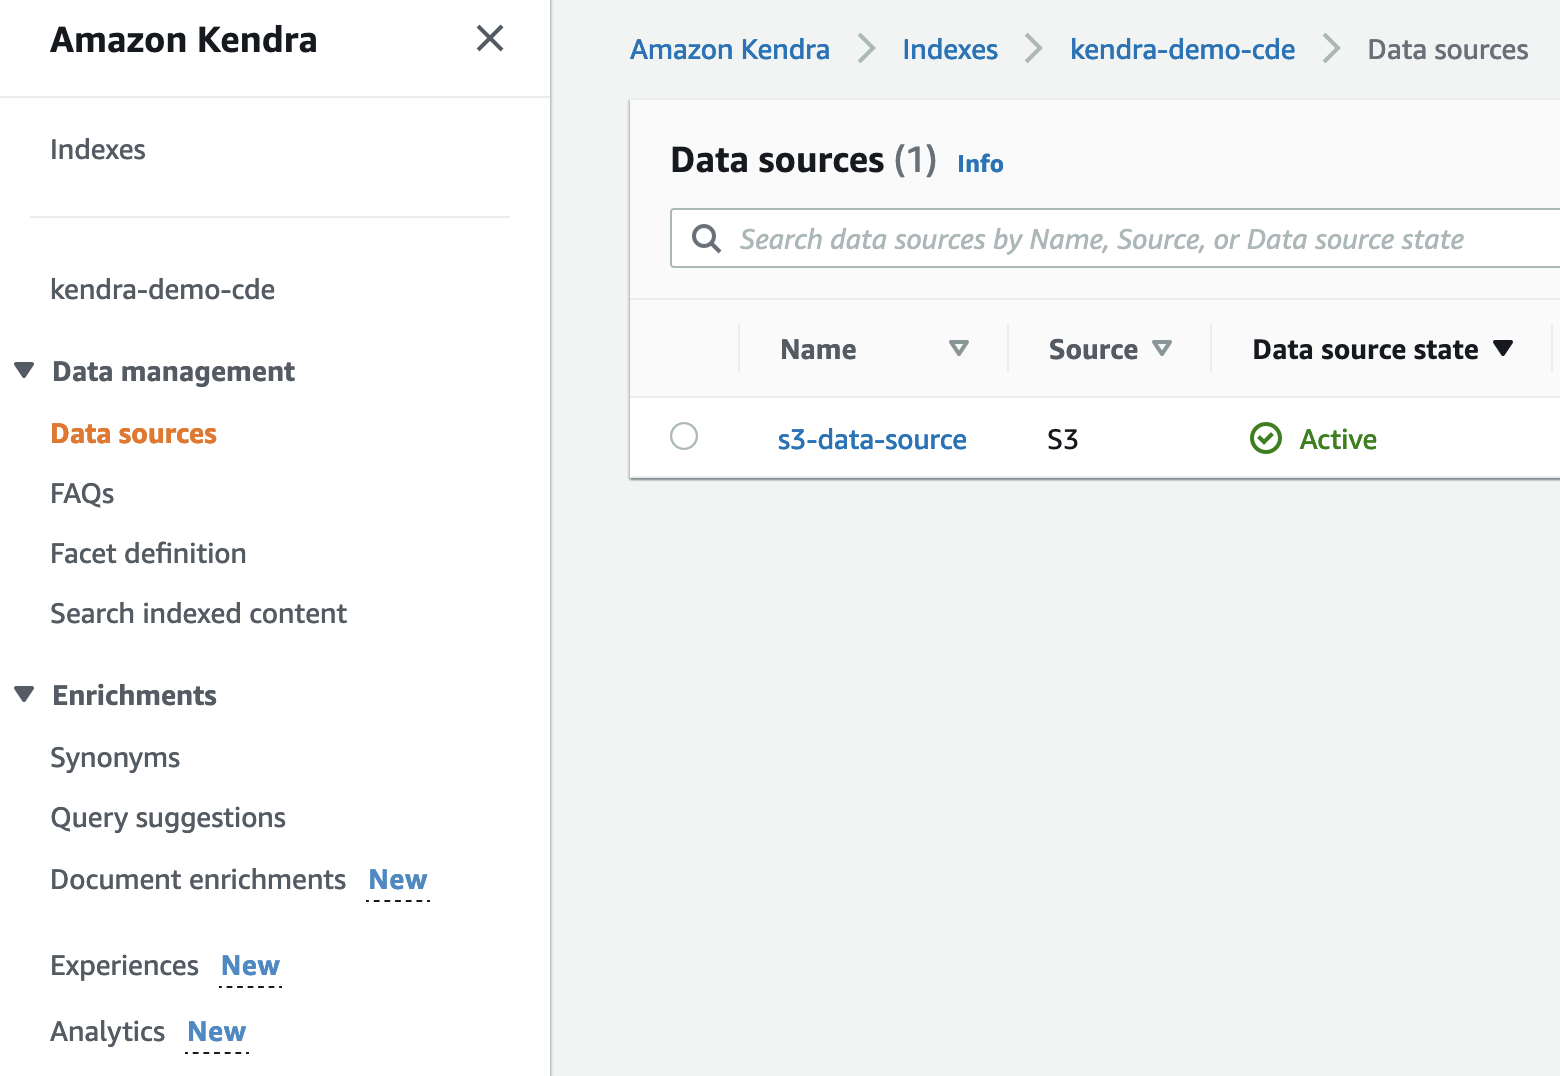 Amazon Kendra
Indexes
kendra-demo-cde
Data management
Data sources
FAQs
Facet definition
Search indexed content
Enrichments
Synonyms
Query suggestions
Document enrichments New
Experiences New
Analytics New
Amazon Kendra Indexes kendra-demo-cde Data sources
Data sources (1) Info
Search data sources by Name, Source, or Data source state
Name Source Data source state
s3-data-source S3 Active